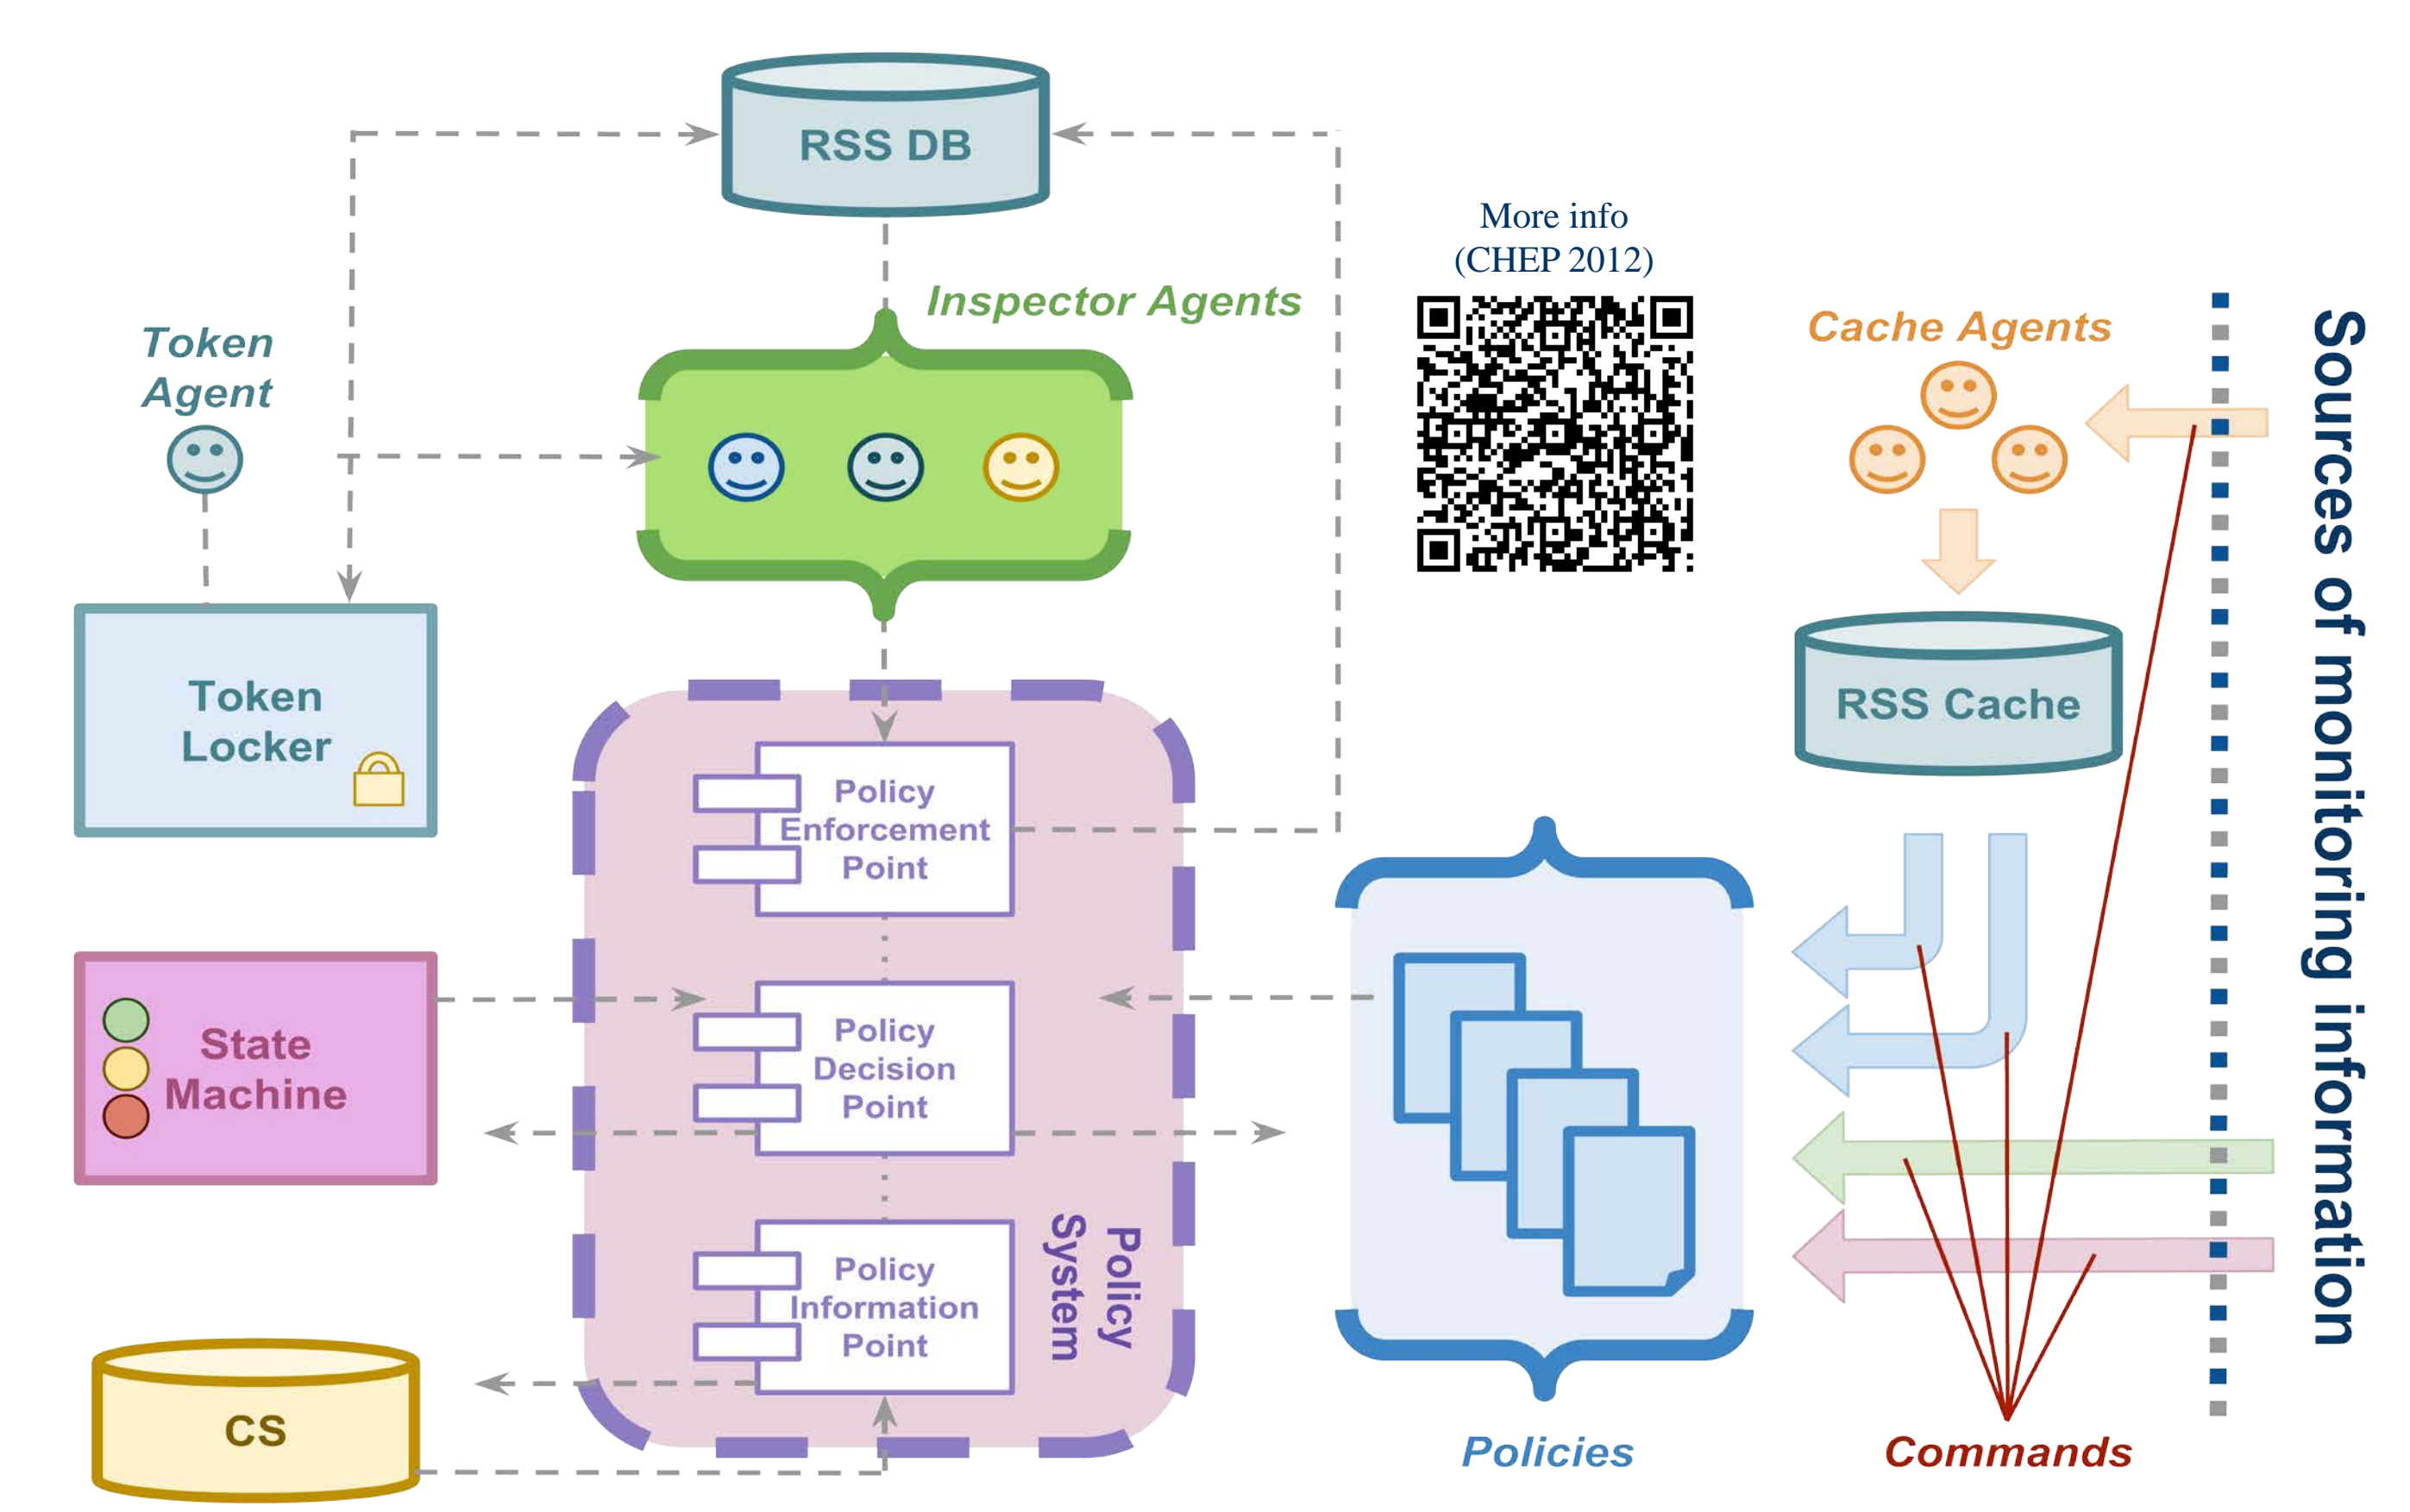 RSS DB
More info
(CHEP 2012)
Inspector Agents
Token
Agent
Cache Agents
Sources of monitoring information
Token
Locker
RSS Cache
Policy
Enforcement
Point
State
Machine
Policy
Decision
Point
Policy
System
Policy
Information
Point
CS
Policies
Commands